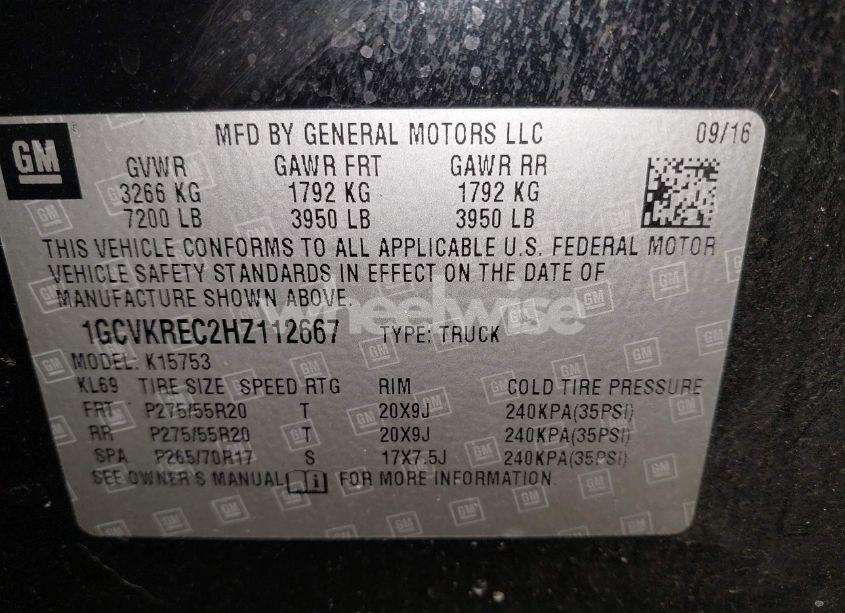 GM
MFD BY GENERAL MOTORS LLC 09/16
GVWR GAWR FRT GAWR RR
3266 KG 1792 KG 1792 KG
7200 LB 3950 LB 3950 LB
THIS VEHICLE CONFORMS TO ALL APPLICABLE U.S. FEDERAL MOTOR
VEHICLE SAFETY STANDARDS IN EFFECT ON THE DATE OF
MANUFACTURE SHOWN ABOVE.
wheelwise
1GCVKREC2HZ112667 TYPE: TRUCK
MODEL: K15753
KL69 TIRE SIZE SPEED RTG RIM COLD TIRE PRESSURE
FRT P275/55R20 T 20X9J 240KPA(35PSI)
RR P275/55R20 T 20X9J 240KPA(35PSI)
SPA P265/70R17 S 17X7.5J 240KPA(35PSI)
SEE OWNER'S MANUAL FOR MORE INFORMATION.